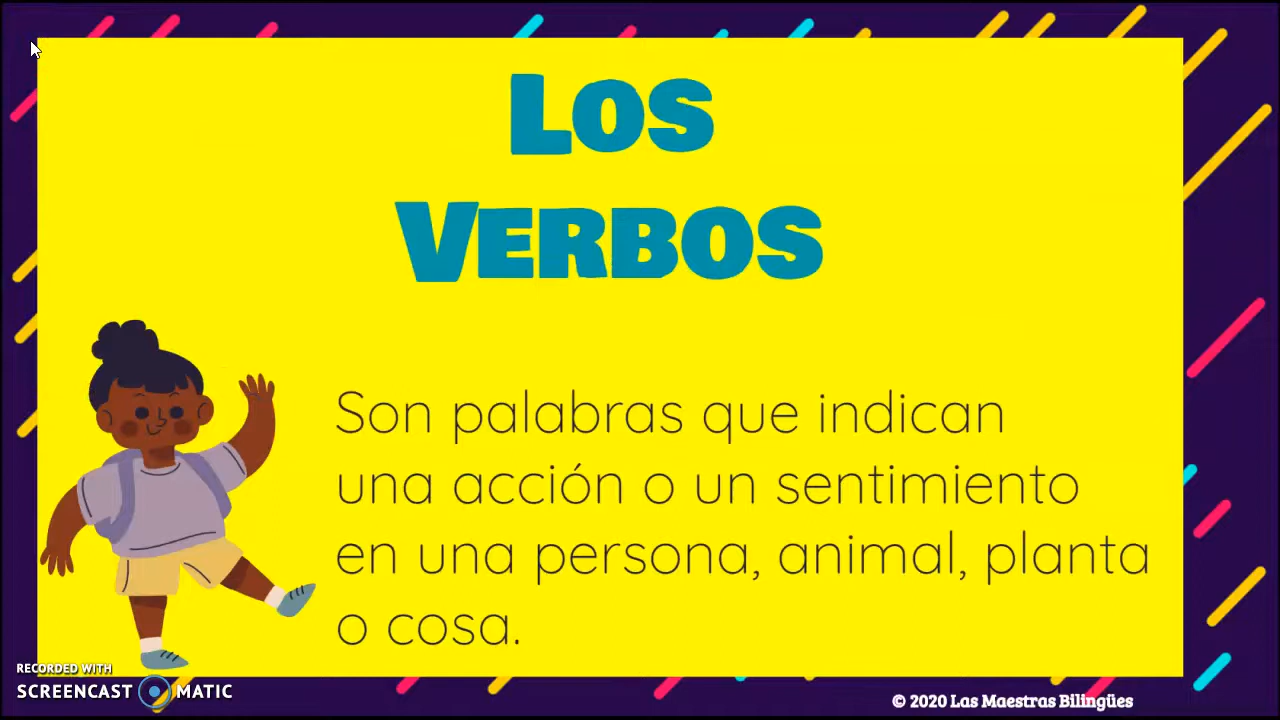 Los
Verbos
Son palabras que indican
una acción o un sentimiento
en una persona, animal, planta
o cosa.
RECORDED WITH
SCREENCAST MATIC
© 2020 Las Maestras Bilingües